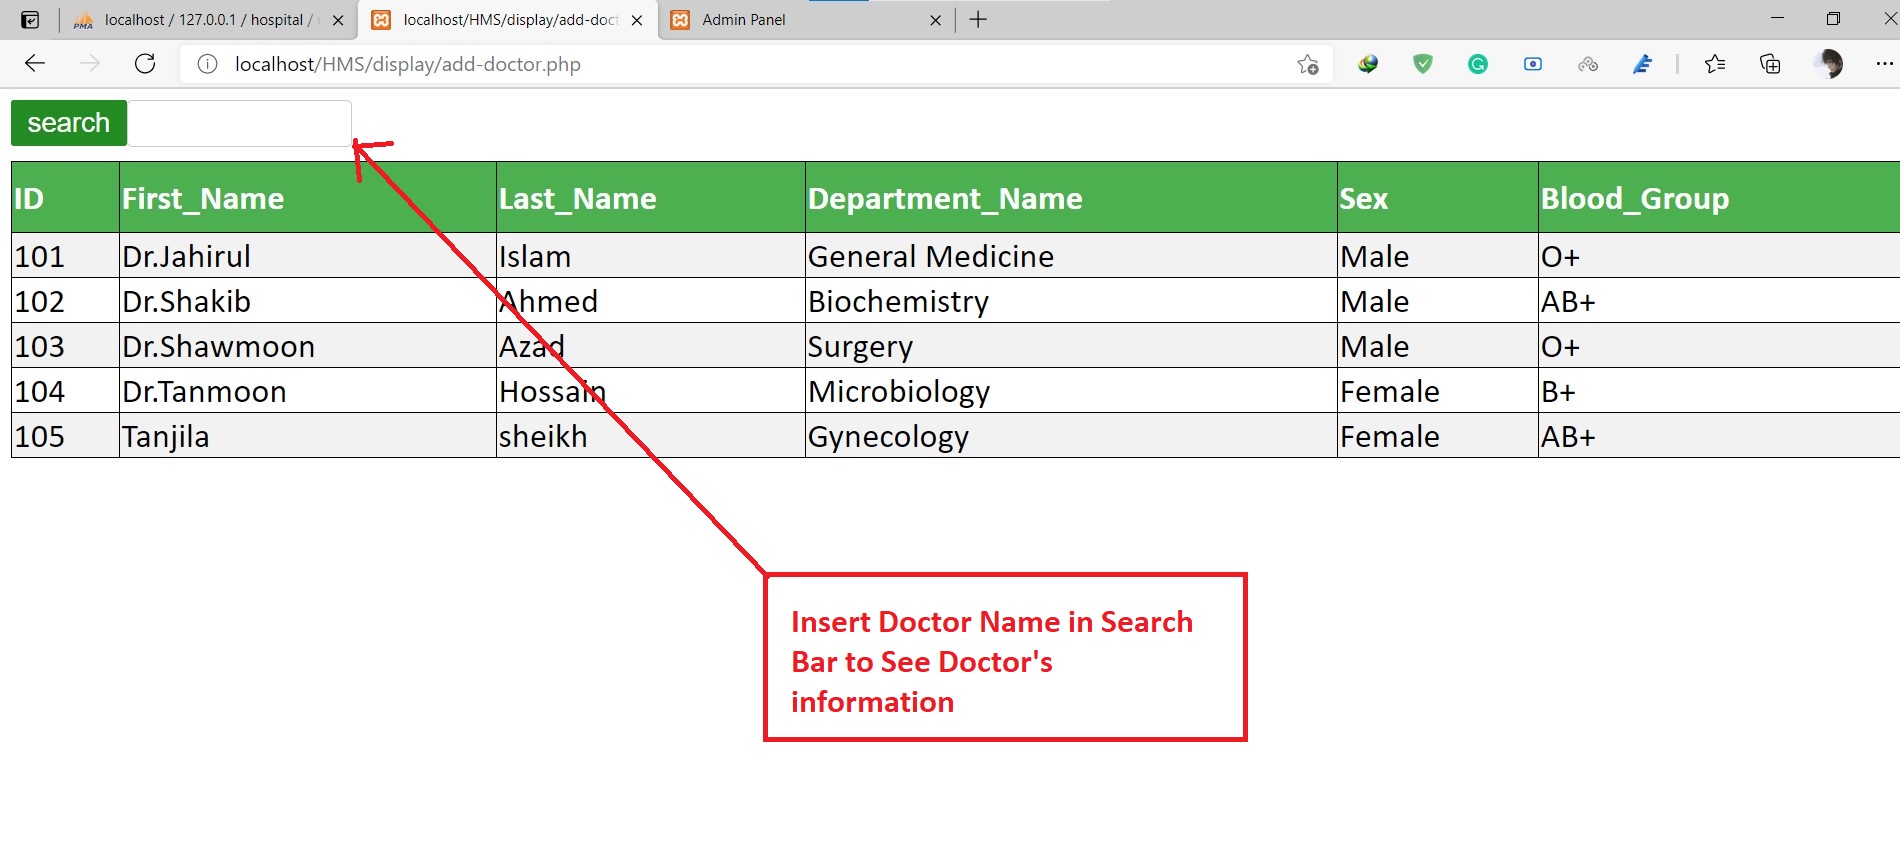 localhost / 127.0.0.1 / hospital /
localhost/HMS/display/add-doct
Admin Panel
localhost/HMS/display/add-doctor.php
search
ID First_Name Last_Name Department_Name Sex Blood_Group
101 Dr.Jahirul Islam General Medicine Male O+
102 Dr.Shakib Ahmed Biochemistry Male AB+
103 Dr.Shawmoon Azad Surgery Male O+
104 Dr.Tanmoon Hossain Microbiology Female B+
105 Tanjila sheikh Gynecology Female AB+
Insert Doctor Name in Search
Bar to See Doctor's
information